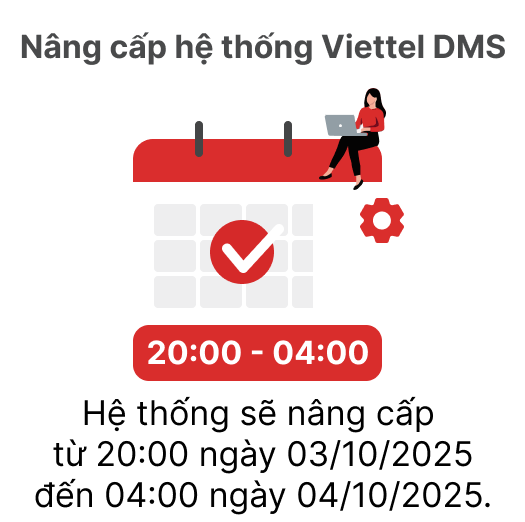 Nâng cấp hệ thống Viettel DMS
20:00 - 04:00
Hệ thống sẽ nâng cấp
từ 20:00 ngày 03/10/2025
đến 04:00 ngày 04/10/2025.